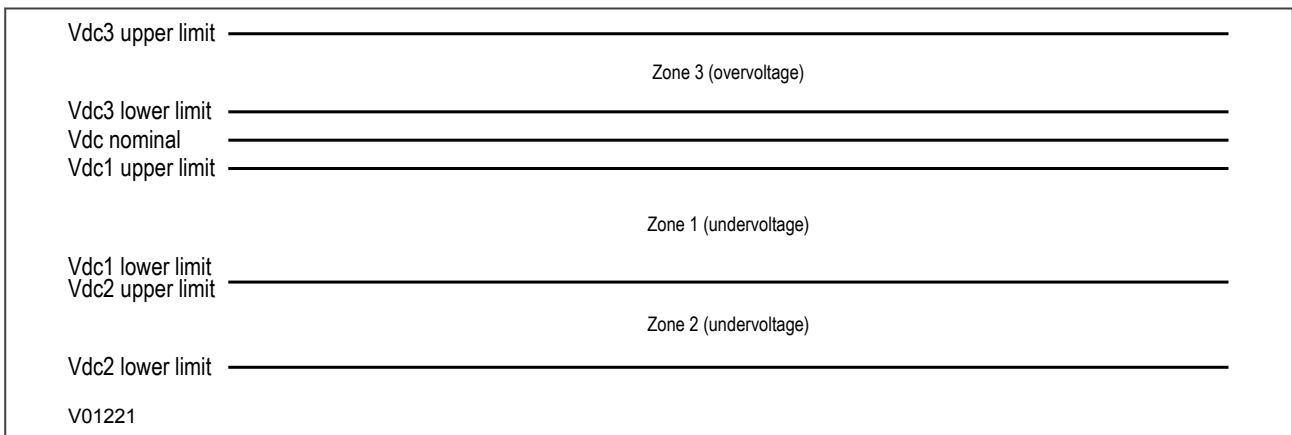 Vdc3 upper limit
Zone 3 (overvoltage)
Vdc3 lower limit
Vdc nominal
Vdc1 upper limit
Zone 1 (undervoltage)
Vdc1 lower limit
Vdc2 upper limit
Zone 2 (undervoltage)
Vdc2 lower limit
V01221